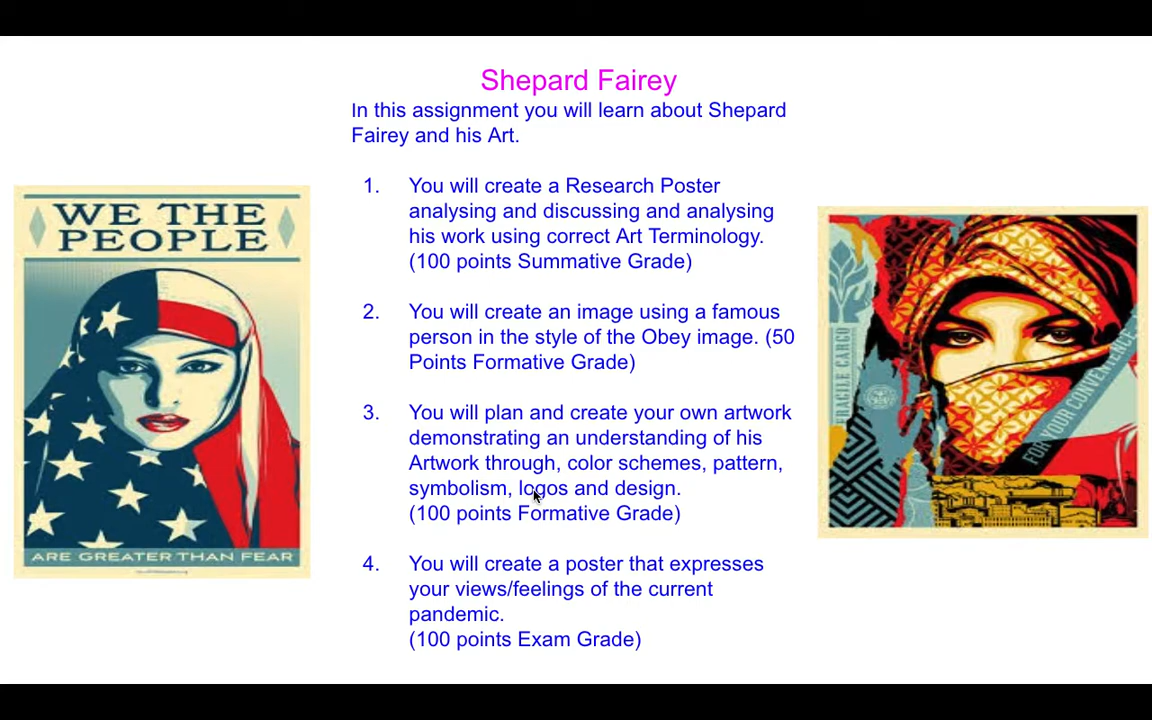 Shepard Fairey
In this assignment you will learn about Shepard
Fairey and his Art.
1. You will create a Research Poster
analysing and discussing and analysing
his work using correct Art Terminology.
(100 points Summative Grade)
2. You will create an image using a famous
person in the style of the Obey image. (50
Points Formative Grade)
3. You will plan and create your own artwork
demonstrating an understanding of his
Artwork through, color schemes, pattern,
symbolism, logos and design.
(100 points Formative Grade)
4. You will create a poster that expresses
your views/feelings of the current
pandemic.
(100 points Exam Grade)
WE THE
PEOPLE
ARE GREATER THAN FEAR
FRAGILE CARGO
FOR YOUR CONVENIENCE